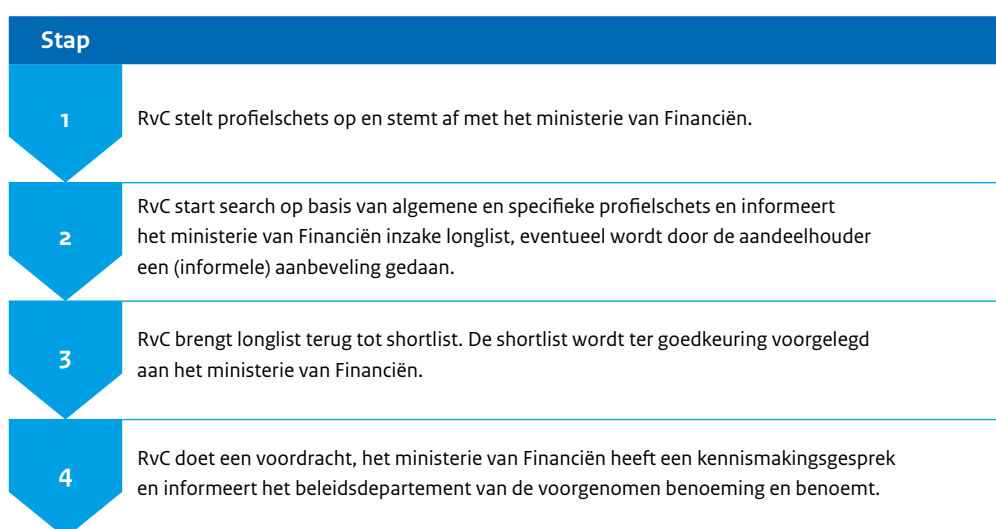 Stap
1
RvC stelt profielschets op en stemt af met het ministerie van Financiën.
2
RvC start search op basis van algemene en specifieke profielschets en informeert
het ministerie van Financiën inzake longlist, eventueel wordt door de aandeelhouder
een (informele) aanbeveling gedaan.
3
RvC brengt longlist terug tot shortlist. De shortlist wordt ter goedkeuring voorgelegd
aan het ministerie van Financiën.
4
RvC doet een voordracht, het ministerie van Financiën heeft een kennismakingsgesprek
en informeert het beleidsdepartement van de voorgenomen benoeming en benoemt.